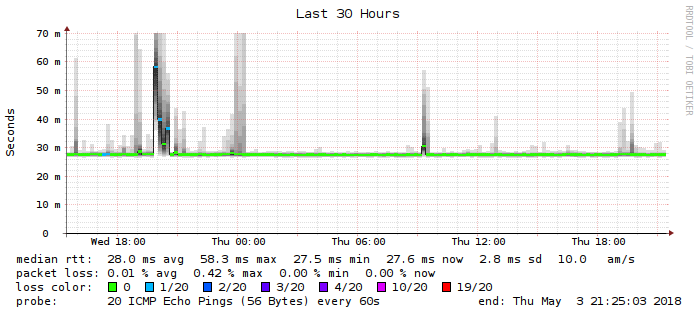 Last 30 Hours
RRDTOOL / TOBI OETIKER
Seconds
70 m
60 m
50 m
40 m
30 m
20 m
10 m
0
Wed 18:00 Thu 00:00 Thu 06:00 Thu 12:00 Thu 18:00
median rtt: 28.0 ms avg 58.3 ms max 27.5 ms min 27.6 ms now 2.8 ms sd 10.0 am/s
packet loss: 0.01 % avg 0.42 % max 0.00 % min 0.00 % now
loss color: 0 1/20 2/20 3/20 4/20 10/20 19/20
probe: 20 ICMP Echo Pings (56 Bytes) every 60s end: Thu May 3 21:25:03 2018